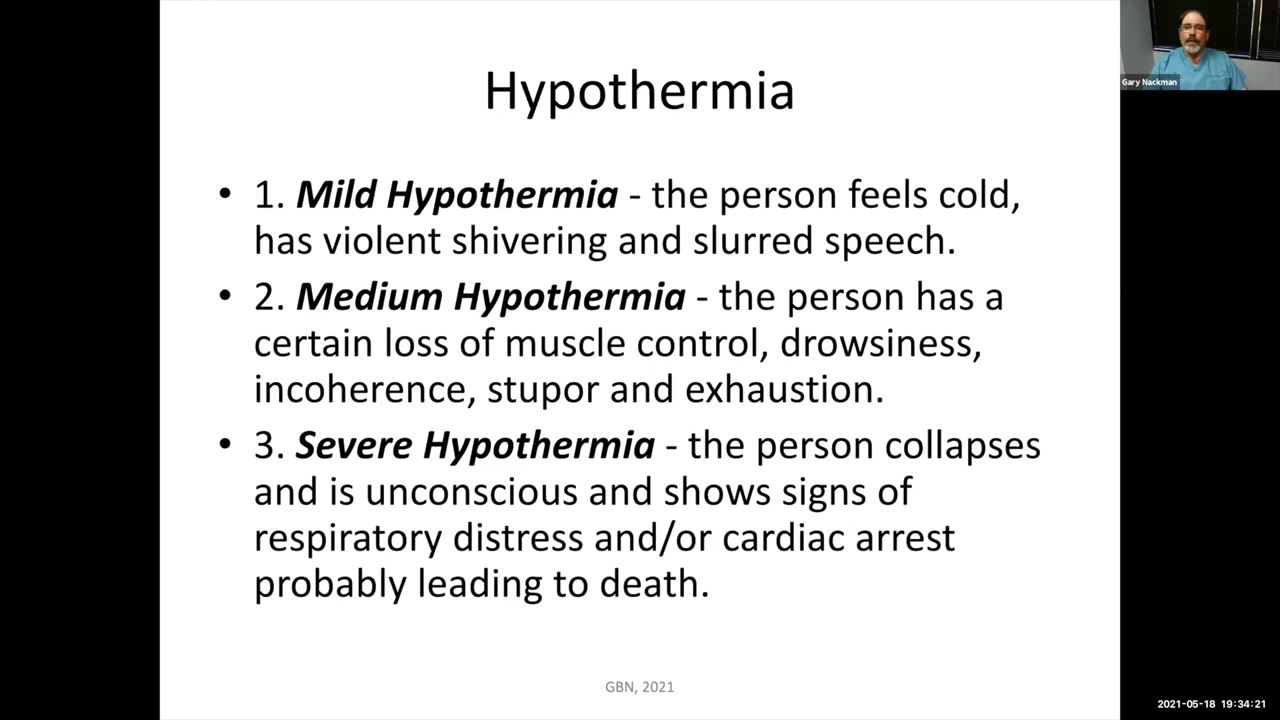 Hypothermia
• 1. Mild Hypothermia - the person feels cold,
has violent shivering and slurred speech.
• 2. Medium Hypothermia - the person has a
certain loss of muscle control, drowsiness,
incoherence, stupor and exhaustion.
• 3. Severe Hypothermia - the person collapses
and is unconscious and shows signs of
respiratory distress and/or cardiac arrest
probably leading to death.
GBN, 2021
Gary Nackman
2021-05-18 19:34:21